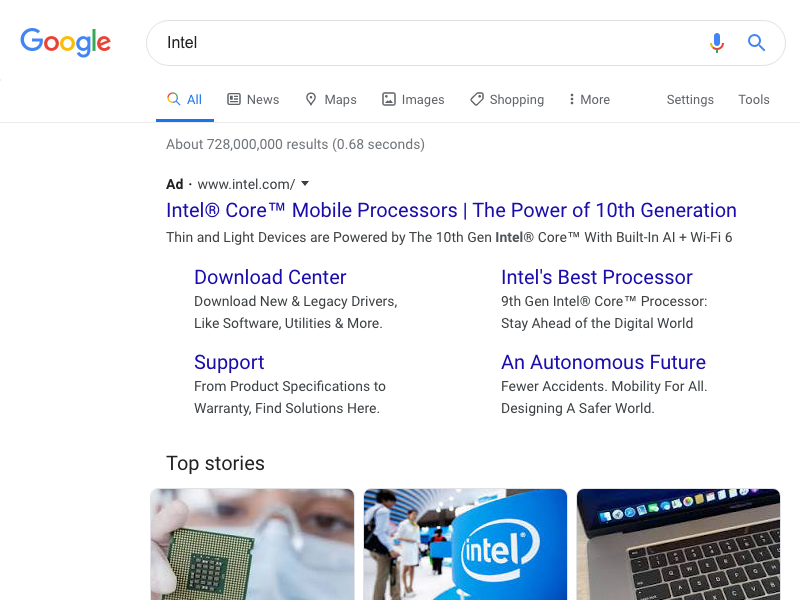 Google
Intel
All News Maps Images Shopping More Settings Tools
About 728,000,000 results (0.68 seconds)
Ad · www.intel.com/
Intel® Core™ Mobile Processors | The Power of 10th Generation
Thin and Light Devices are Powered by The 10th Gen Intel® Core™ With Built-In AI + Wi-Fi 6
Download Center
Download New & Legacy Drivers,
Like Software, Utilities & More.
Intel's Best Processor
9th Gen Intel® Core™ Processor:
Stay Ahead of the Digital World
Support
From Product Specifications to
Warranty, Find Solutions Here.
An Autonomous Future
Fewer Accidents. Mobility For All.
Designing A Safer World.
Top stories
intel